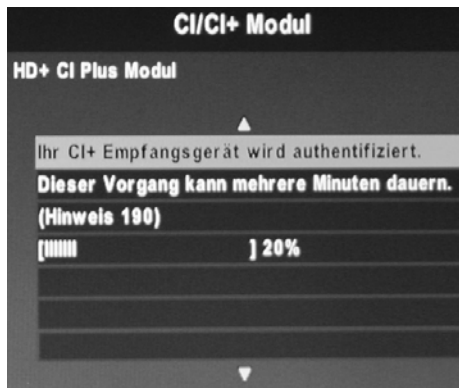 CI/CI+ Modul
HD+ CI Plus Modul
Ihr CI+ Empfangsgerät wird authentifiziert.
Dieser Vorgang kann mehrere Minuten dauern.
(Hinweis 190)
[||||||| ] 20%